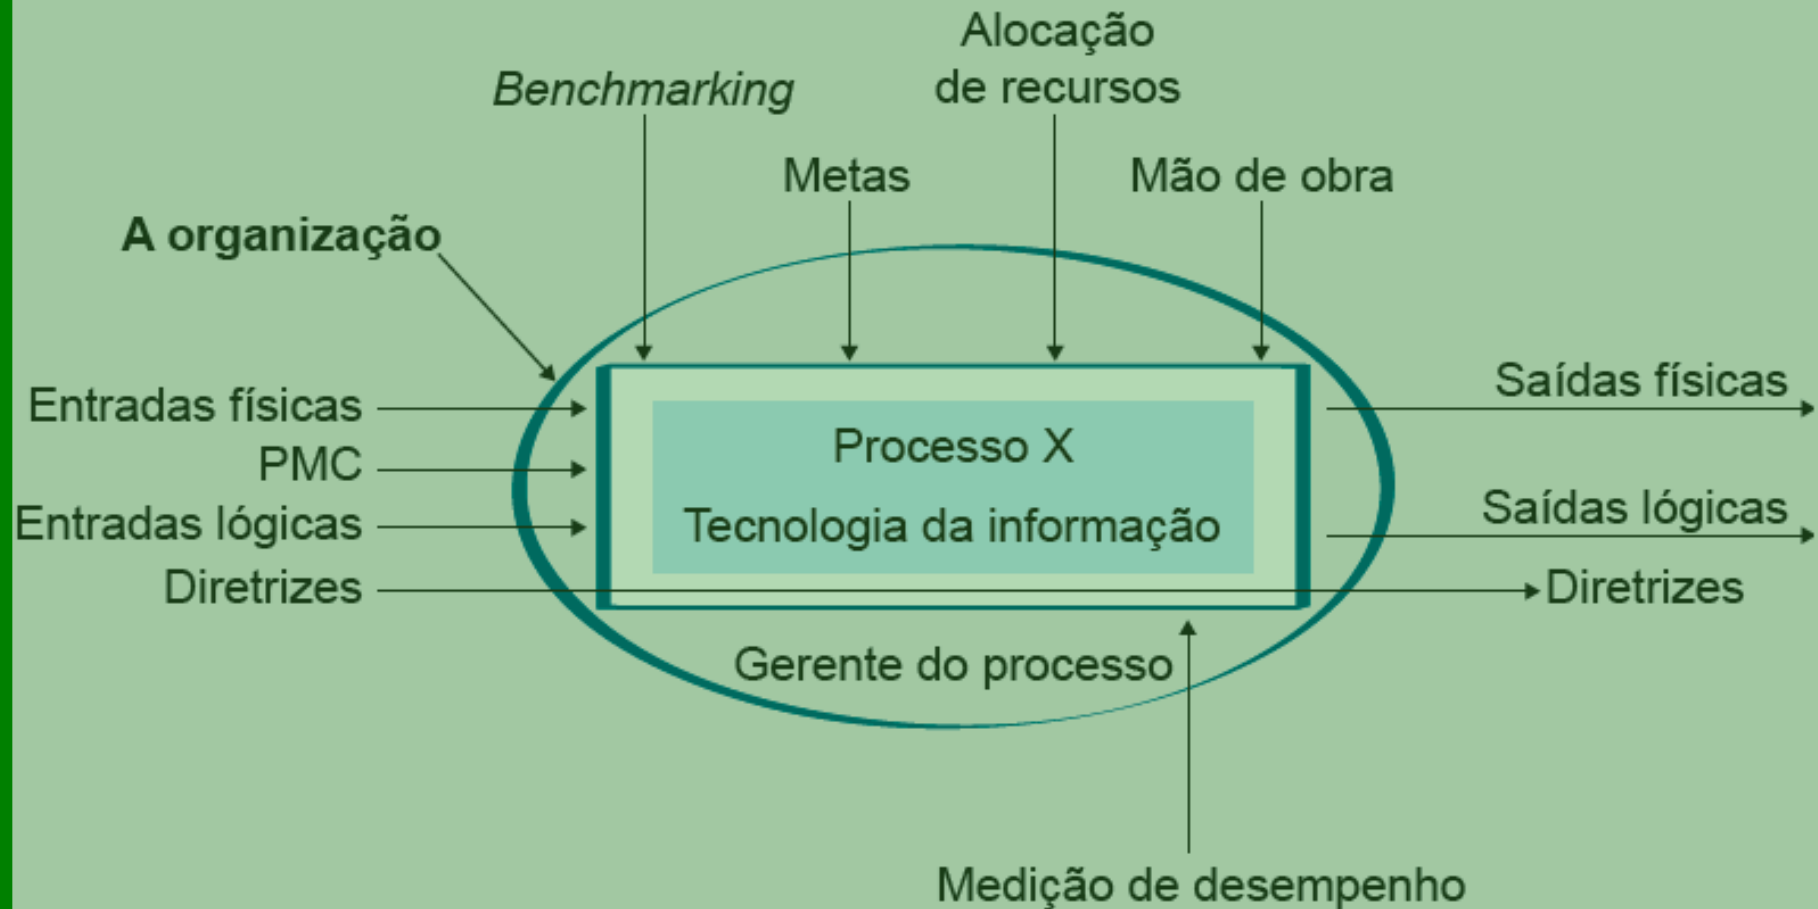 Alocação
de recursos
Benchmarking
Metas
Mão de obra
A organização
Entradas físicas
PMC
Entradas lógicas
Diretrizes
Processo X
Tecnologia da informação
Saídas físicas
Saídas lógicas
Diretrizes
Gerente do processo
Medição de desempenho